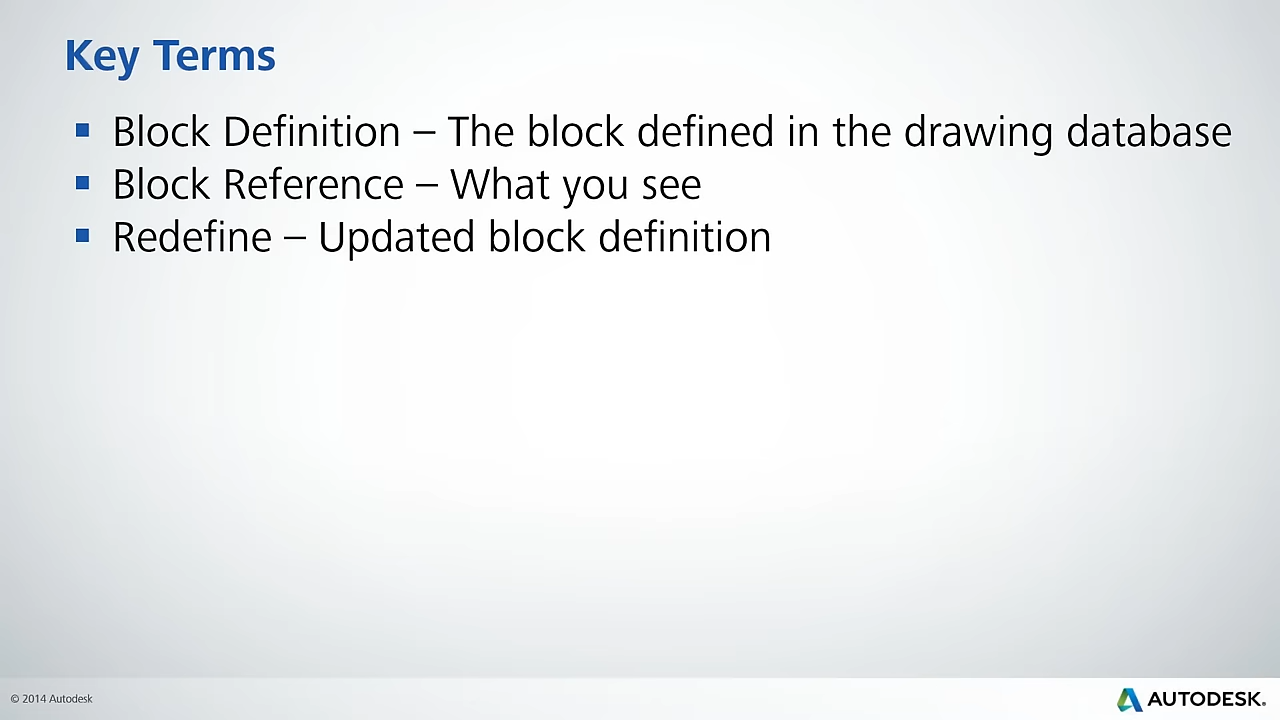 Key Terms
▪ Block Definition – The block defined in the drawing database
▪ Block Reference – What you see
▪ Redefine – Updated block definition
© 2014 Autodesk
AUTODESK.